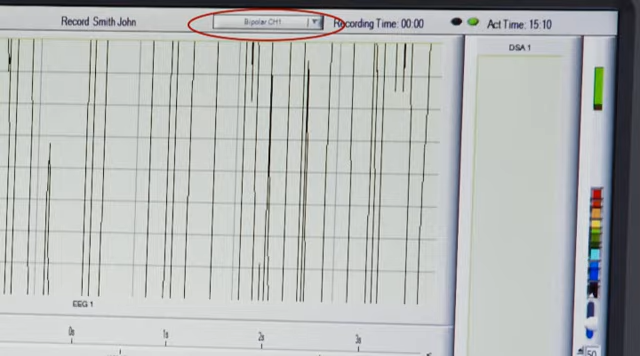 Record Smith John
Bipolar CH1
Recording Time: 00:00
Act Time: 15:10
DSA 1
EEG 1
0s
1s
2s
3s
50